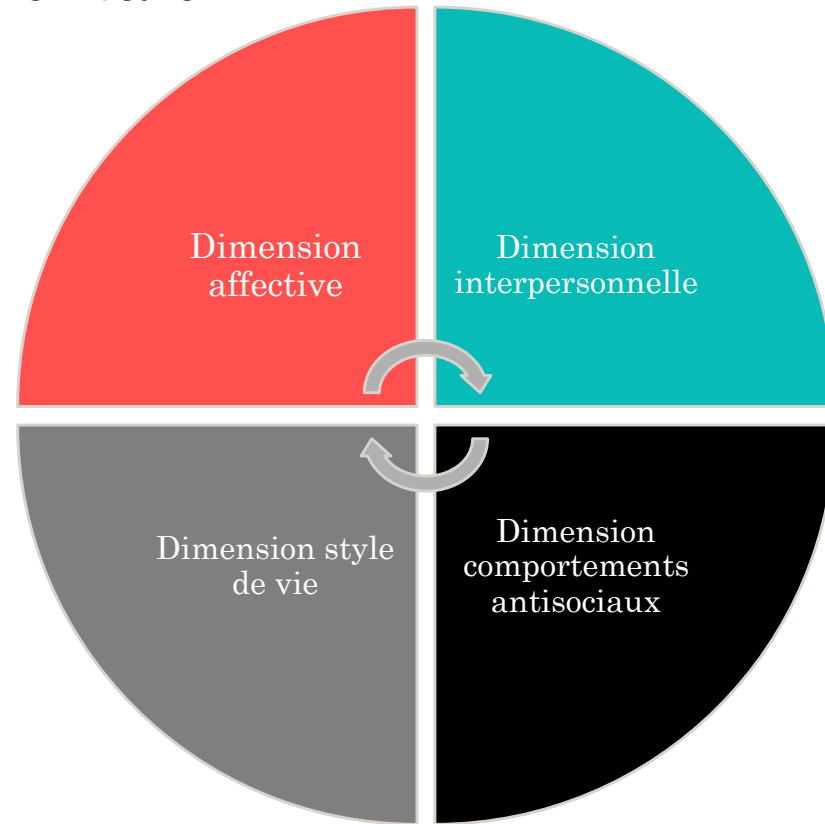 Dimension
affective
Dimension
interpersonnelle
Dimension style
de vie
Dimension
comportements
antisociaux